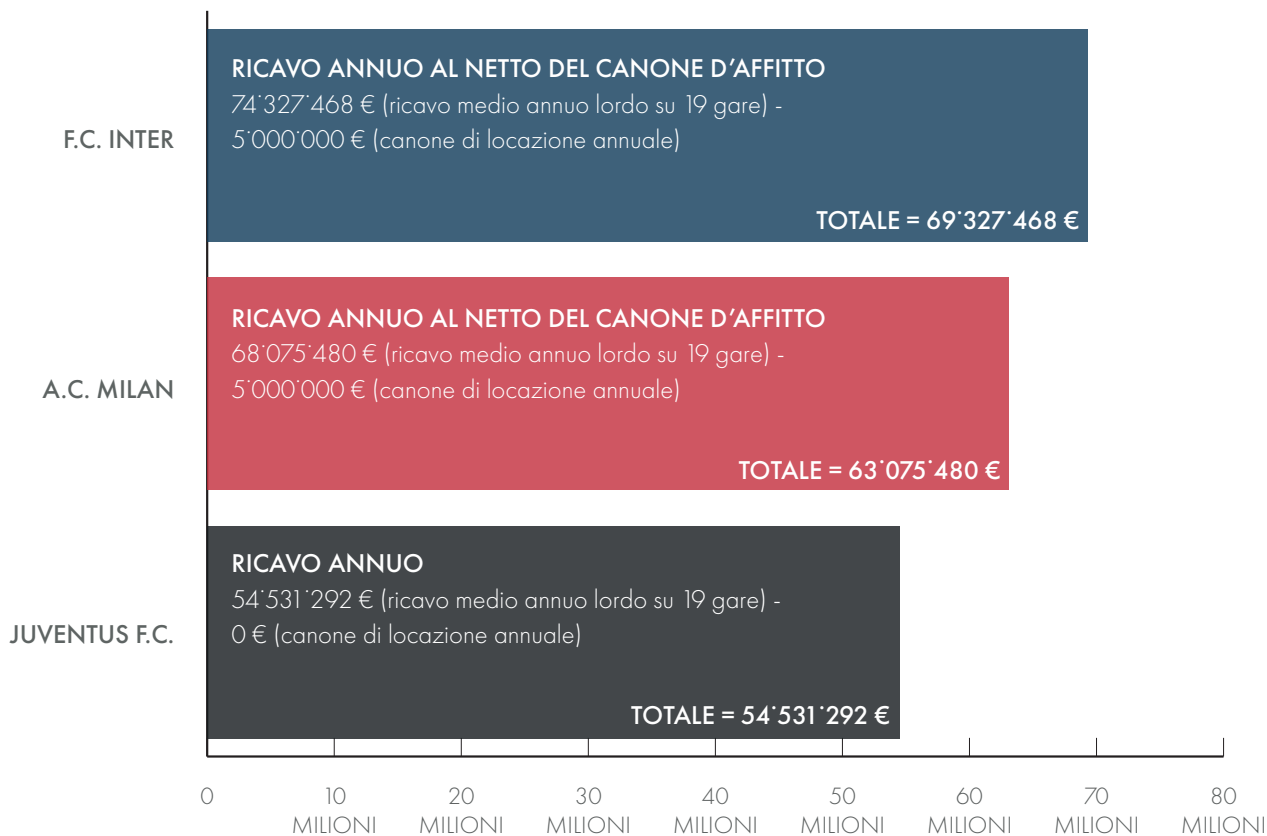 F.C. INTER
RICAVO ANNUO AL NETTO DEL CANONE D’AFFITTO
74˙327˙468 € (ricavo medio annuo lordo su 19 gare) -
5˙000˙000 € (canone di locazione annuale)
TOTALE = 69˙327˙468 €
A.C. MILAN
RICAVO ANNUO AL NETTO DEL CANONE D’AFFITTO
68˙075˙480 € (ricavo medio annuo lordo su 19 gare) -
5˙000˙000 € (canone di locazione annuale)
TOTALE = 63˙075˙480 €
JUVENTUS F.C.
RICAVO ANNUO
54˙531˙292 € (ricavo medio annuo lordo su 19 gare) -
0 € (canone di locazione annuale)
TOTALE = 54˙531˙292 €
0 10 20 30 40 50 60 70 80
MILIONI MILIONI MILIONI MILIONI MILIONI MILIONI MILIONI MILIONI